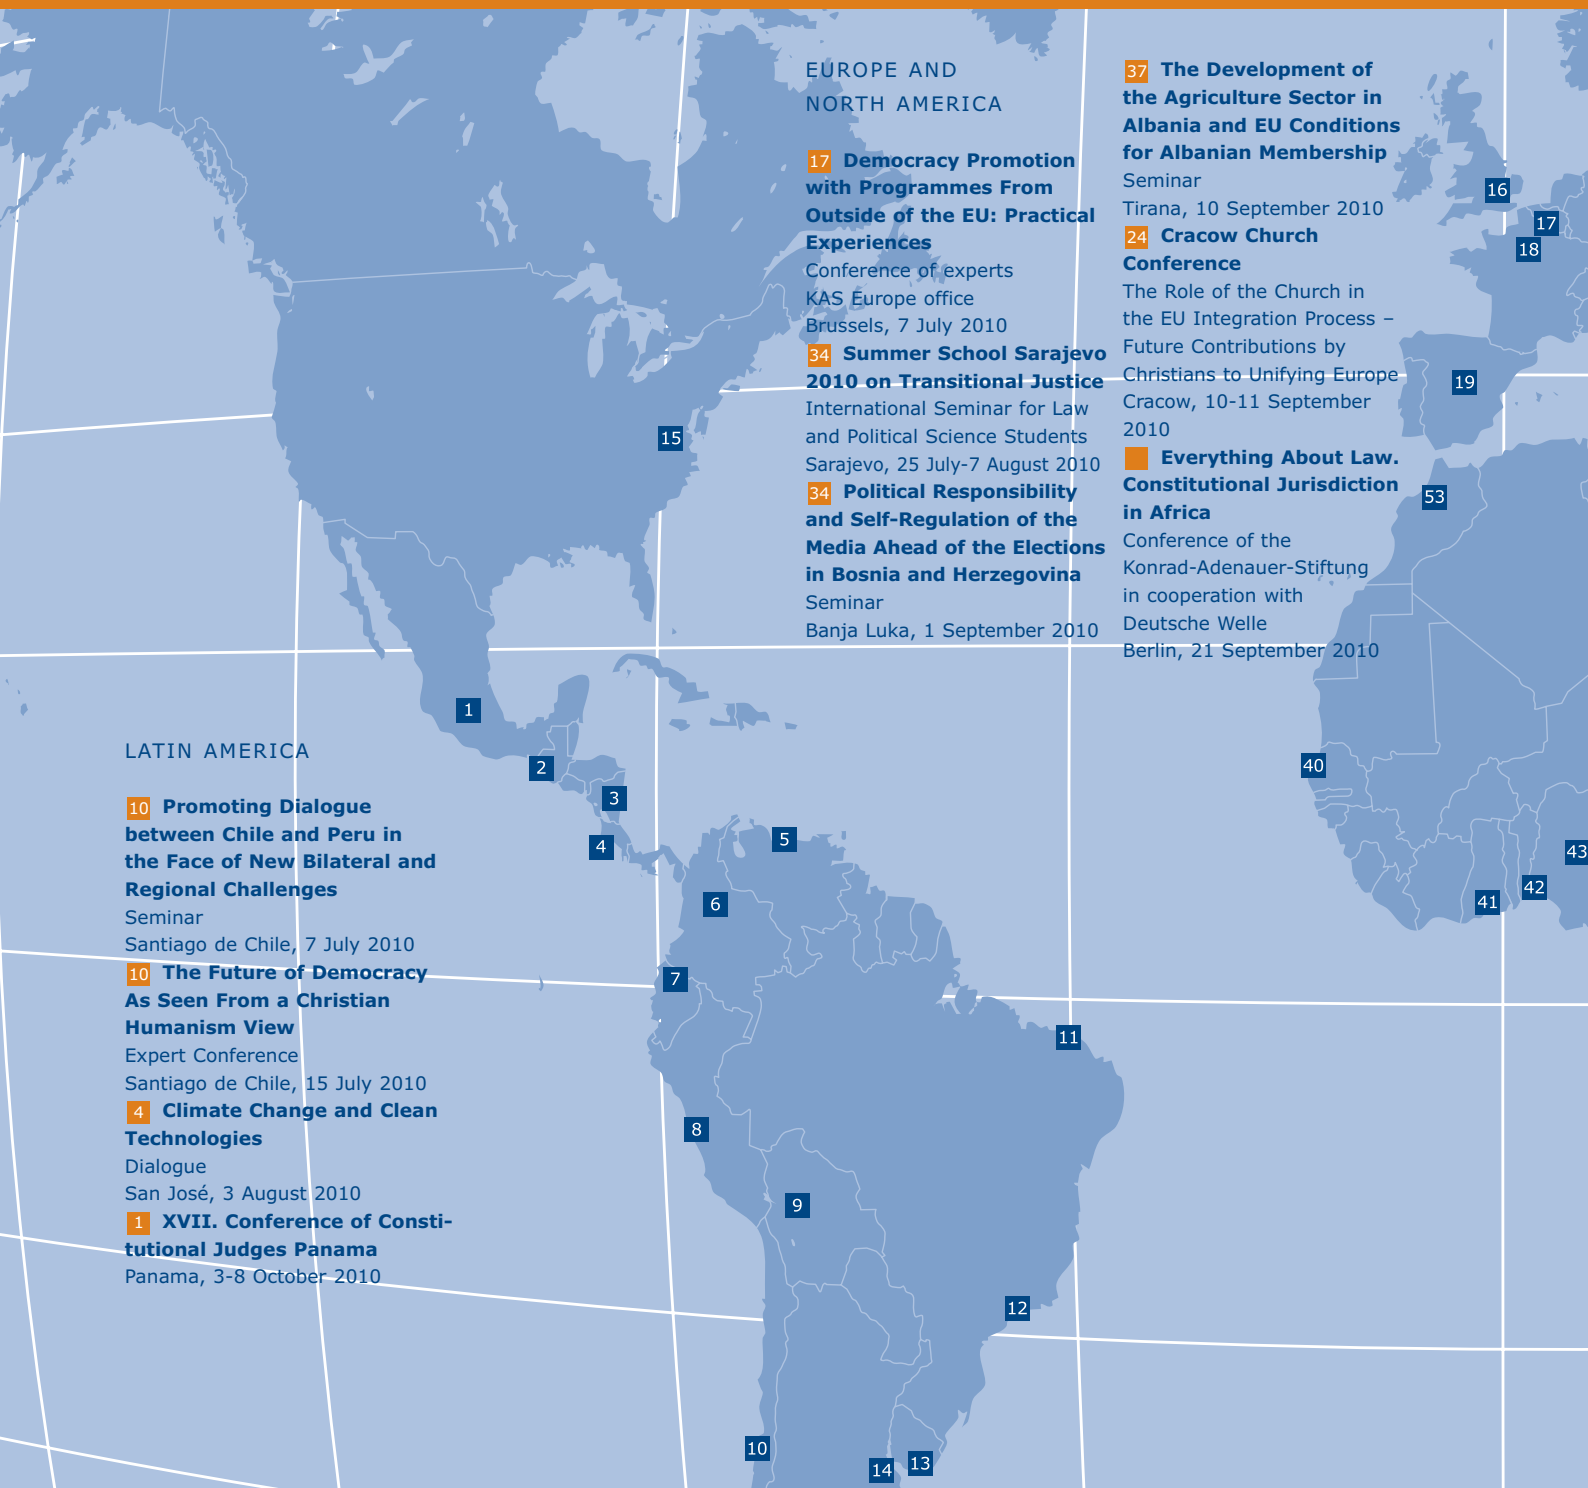 EUROPE AND
NORTH AMERICA
17 Democracy Promotion
with Programmes From
Outside of the EU: Practical
Experiences
Conference of experts
KAS Europe office
Brussels, 7 July 2010
34 Summer School Sarajevo
2010 on Transitional Justice
International Seminar for Law
and Political Science Students
Sarajevo, 25 July-7 August 2010
34 Political Responsibility
and Self-Regulation of the
Media Ahead of the Elections
in Bosnia and Herzegovina
Seminar
Banja Luka, 1 September 2010
37 The Development of
the Agriculture Sector in
Albania and EU Conditions
for Albanian Membership
Seminar
Tirana, 10 September 2010
24 Cracow Church
Conference
The Role of the Church in
the EU Integration Process –
Future Contributions by
Christians to Unifying Europe
Cracow, 10-11 September
2010
Everything About Law.
Constitutional Jurisdiction
in Africa
Conference of the
Konrad-Adenauer-Stiftung
in cooperation with
Deutsche Welle
Berlin, 21 September 2010
LATIN AMERICA
10 Promoting Dialogue
between Chile and Peru in
the Face of New Bilateral and
Regional Challenges
Seminar
Santiago de Chile, 7 July 2010
10 The Future of Democracy
As Seen From a Christian
Humanism View
Expert Conference
Santiago de Chile, 15 July 2010
4 Climate Change and Clean
Technologies
Dialogue
San José, 3 August 2010
1 XVII. Conference of Consti-
tutional Judges Panama
Panama, 3-8 October 2010
16
17
18
19
15
53
1
2
3
4
5
6
7
8
9
10
11
12
13
14
40
41
42
43